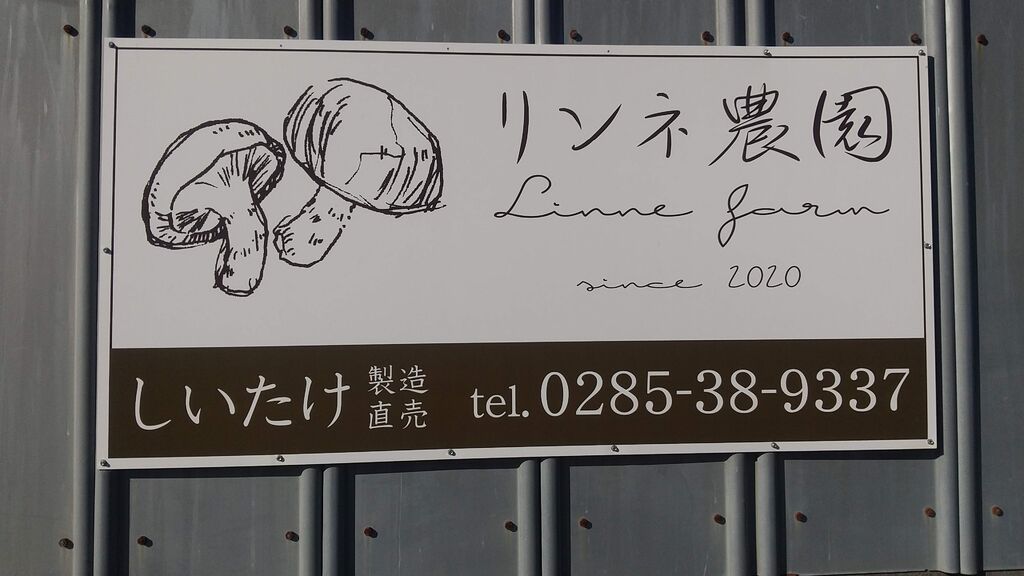 リンネ農園
Linne farm
since 2020
しいたけ 製造直売 tel. 0285-38-9337